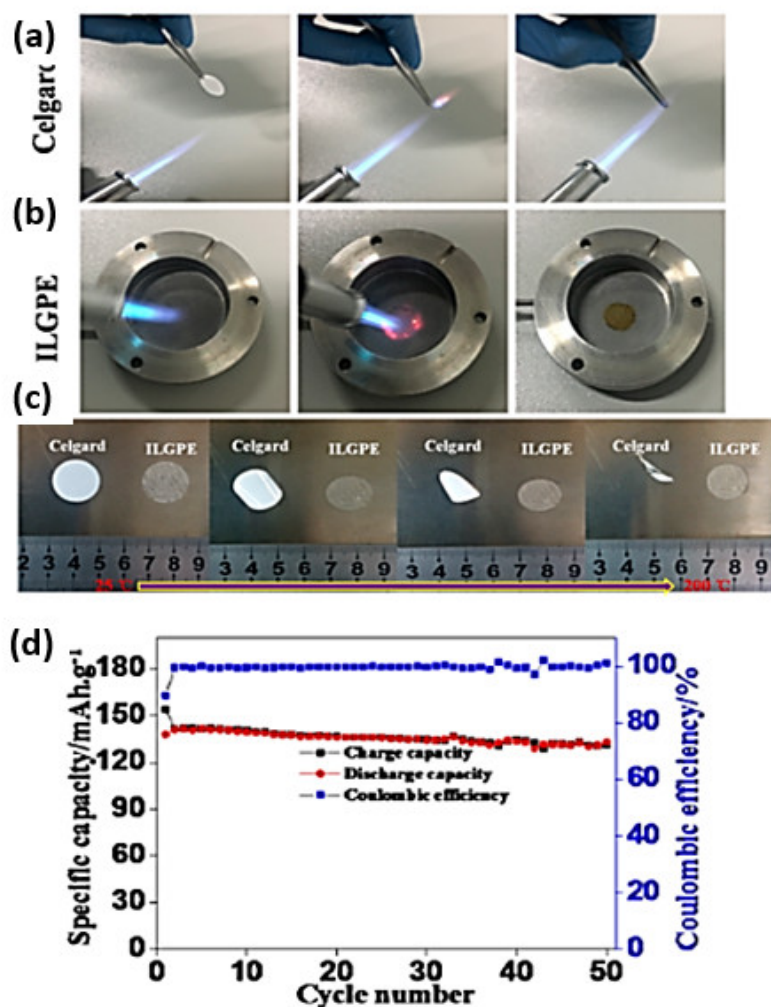 (a)
Celgard
(b)
ILGPE
(c)
Celgard ILGPE Celgard ILGPE Celgard ILGPE Celgard ILGPE
2 3 4 5 6 7 8 9 3 4 5 6 7 8 9 3 4 5 6 7 8 9 3 4 5 6 7 8 9
25 ℃ 200 ℃
(d)
Specific capacity/mAh.g⁻¹
180
150
120
90
60
30
0
Charge capacity
Discharge capacity
Coulombic efficiency
100
80
60
40
20
0
Coulombic efficiency/%
0 10 20 30 40 50
Cycle number